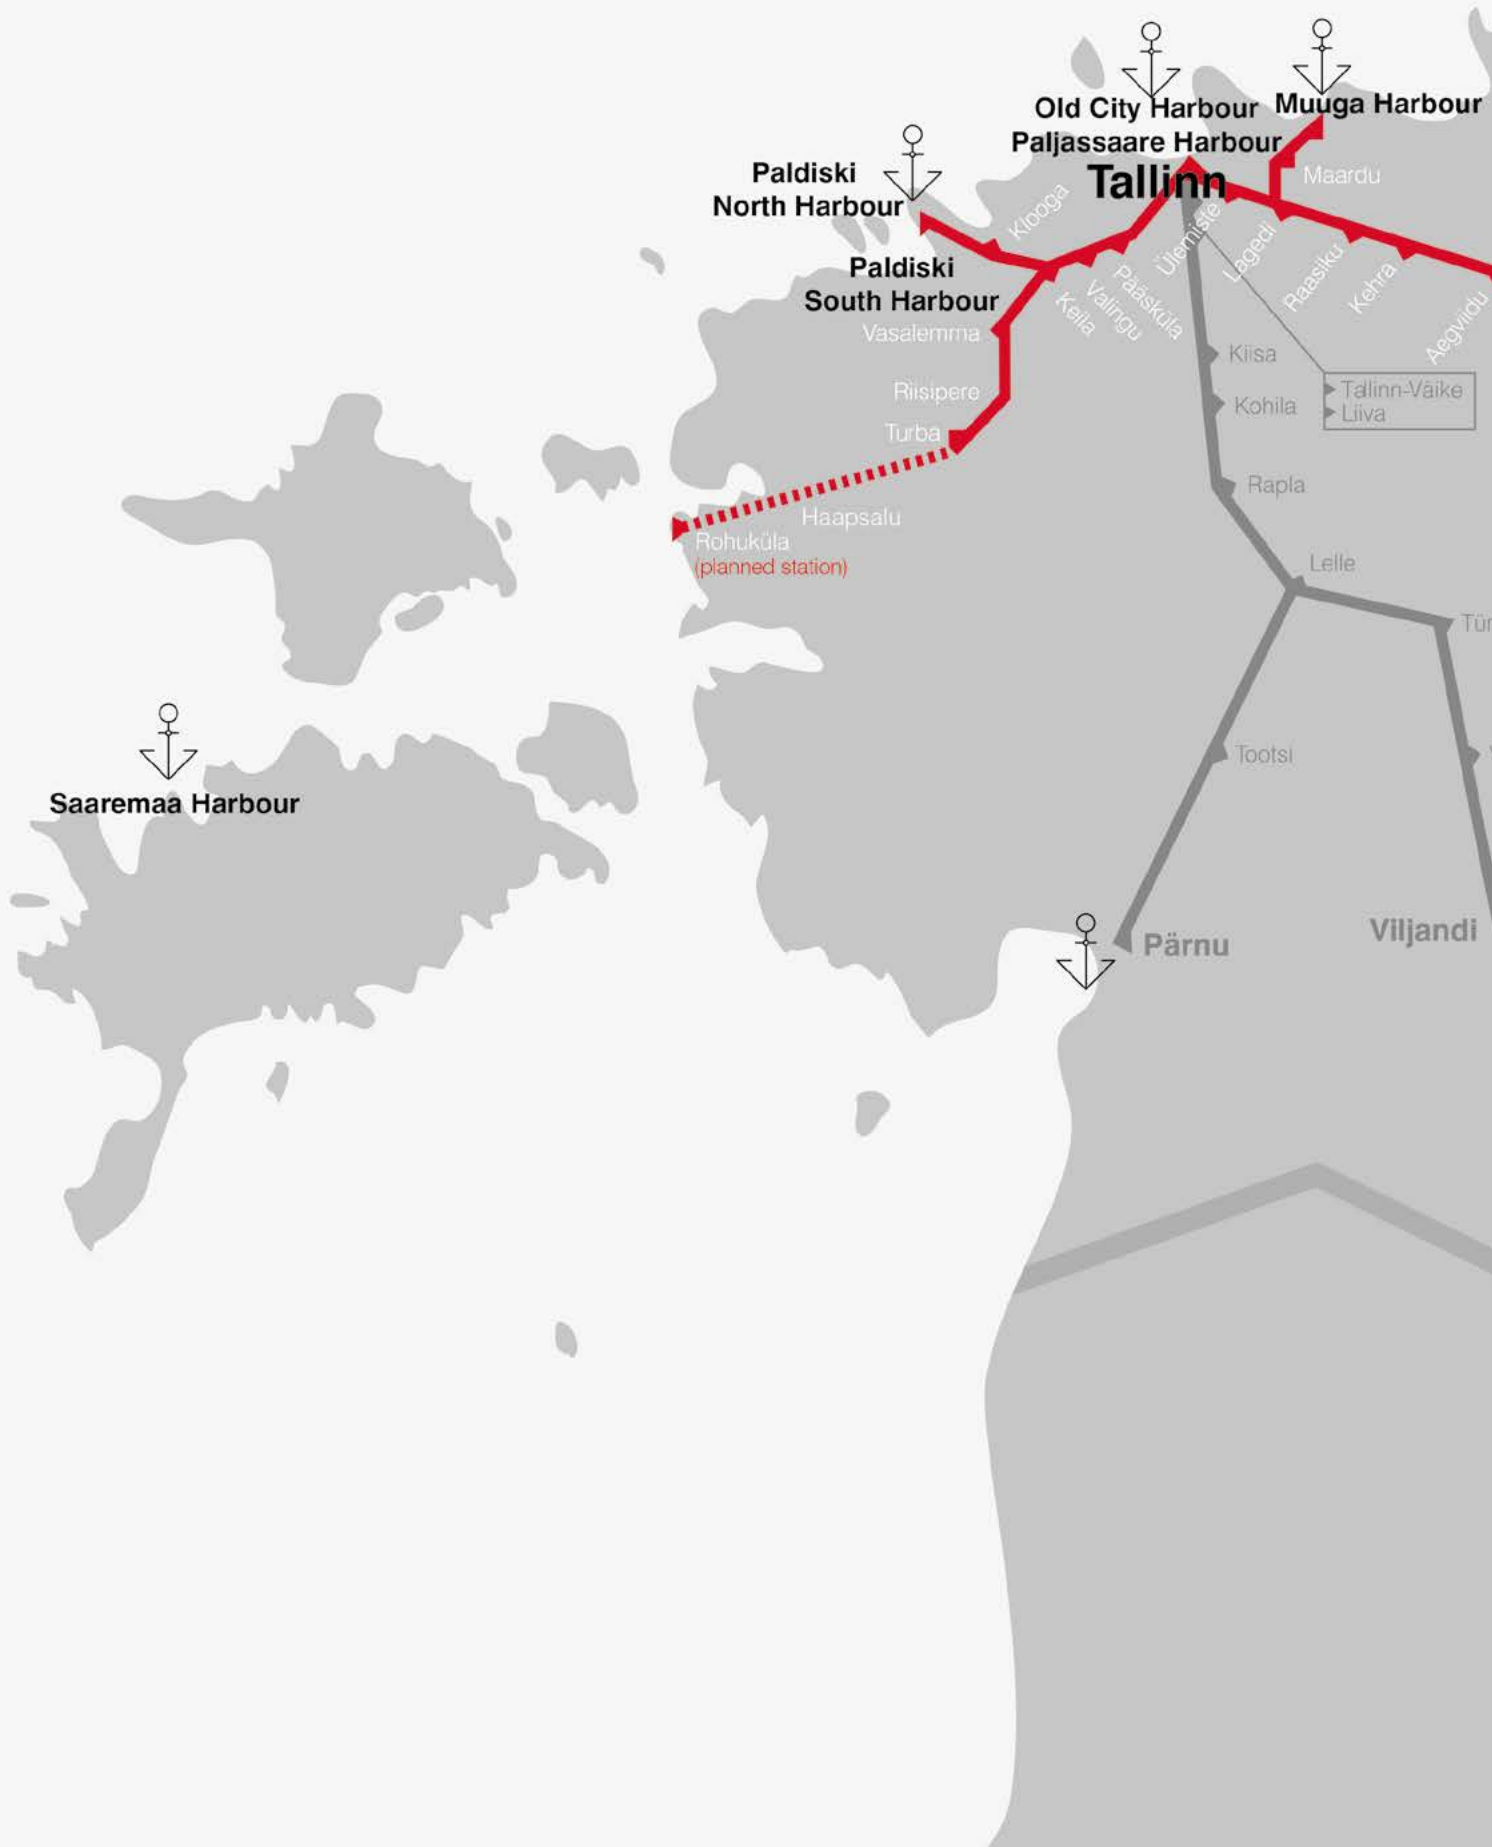 Old City Harbour
Muuga Harbour
Paljassaare Harbour
Tallinn
Maardu
Paldiski
North Harbour
Klooga
Paldiski
South Harbour
Keila
Valingu
Pääsküla
Ülemiste
Lagedi
Raasiku
Kehra
Aegviidu
Vasalemma
Riisipere
Turba
Kiisa
Kohila
Tallinn-Väike
Liiva
Rapla
Haapsalu
Rohuküla
(planned station)
Lelle
Tür
Tootsi
Saaremaa Harbour
Pärnu
Viljandi